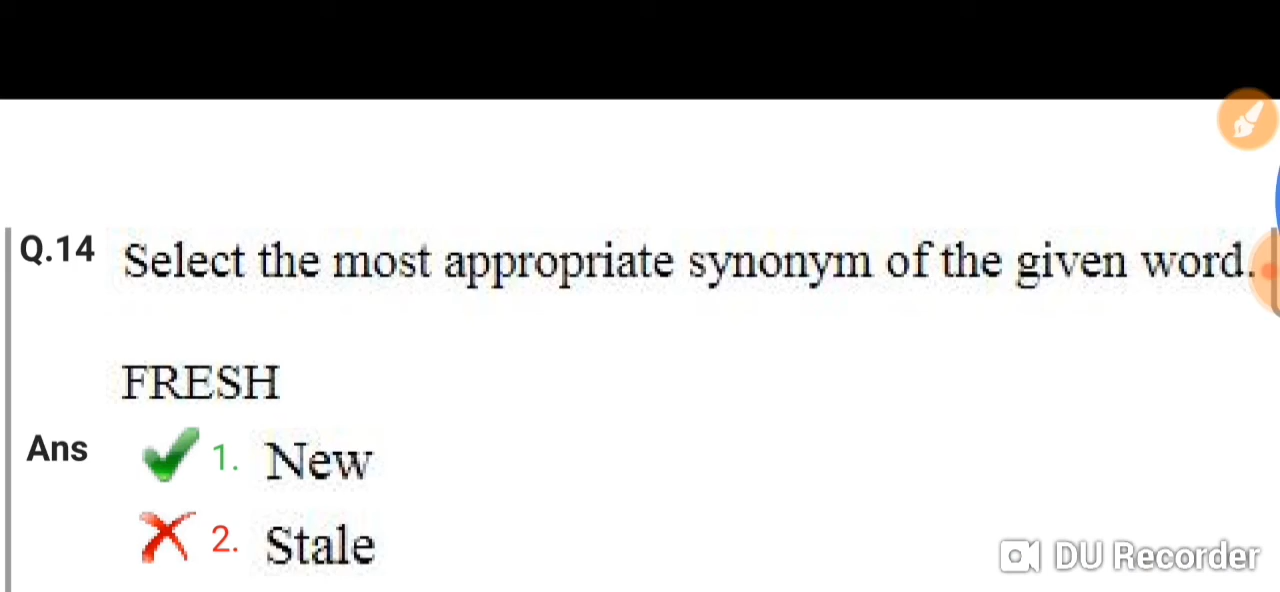 Q.14 Select the most appropriate synonym of the given word.
FRESH
Ans 1. New
2. Stale
DU Recorder